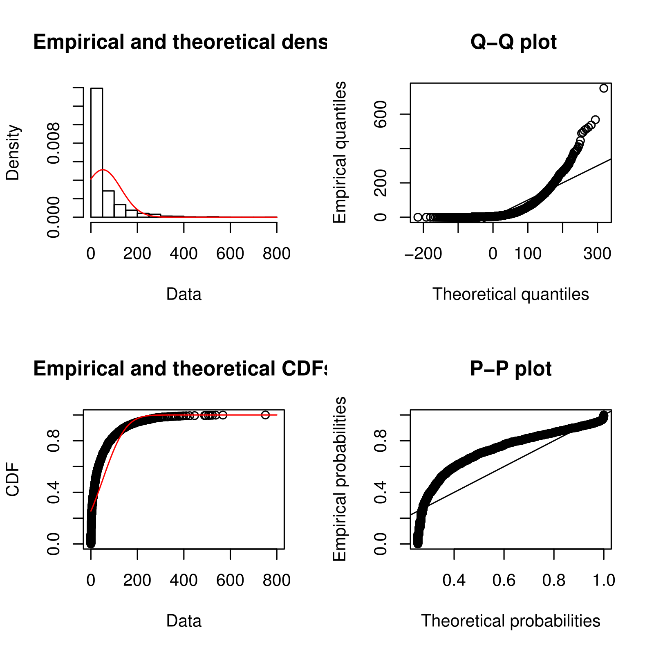 Empirical and theoretical dens
Density
0.000 0.008
0 200 400 600 800
Data
Q−Q plot
Empirical quantiles
0 200 600
−200 0 100 300
Theoretical quantiles
Empirical and theoretical CDFs
CDF
0.0 0.4 0.8
0 200 400 600 800
Data
P−P plot
Empirical probabilities
0.0 0.4 0.8
0.4 0.6 0.8 1.0
Theoretical probabilities